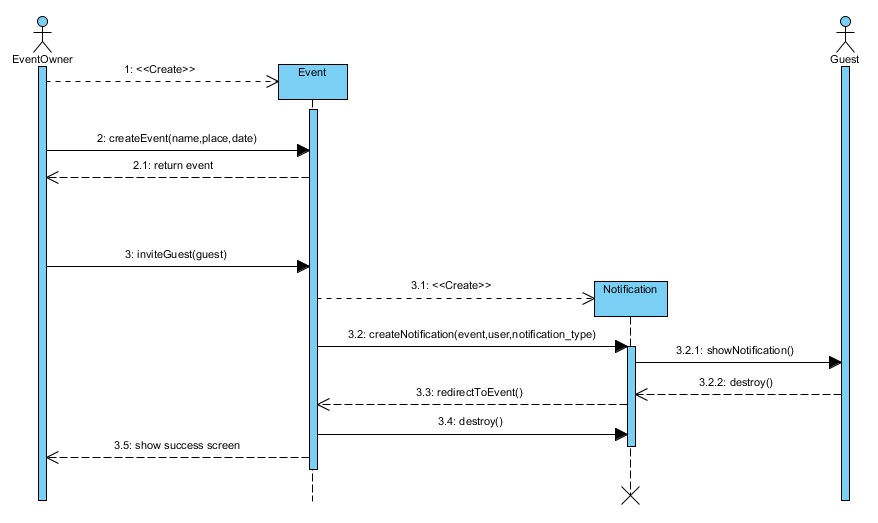 EventOwner
Guest
1: <<Create>>
Event
2: createEvent(name,place,date)
2.1: return event
3: inviteGuest(guest)
3.1: <<Create>>
Notification
3.2: createNotification(event,user,notification_type)
3.2.1: showNotification()
3.2.2: destroy()
3.3: redirectToEvent()
3.4: destroy()
3.5: show success screen